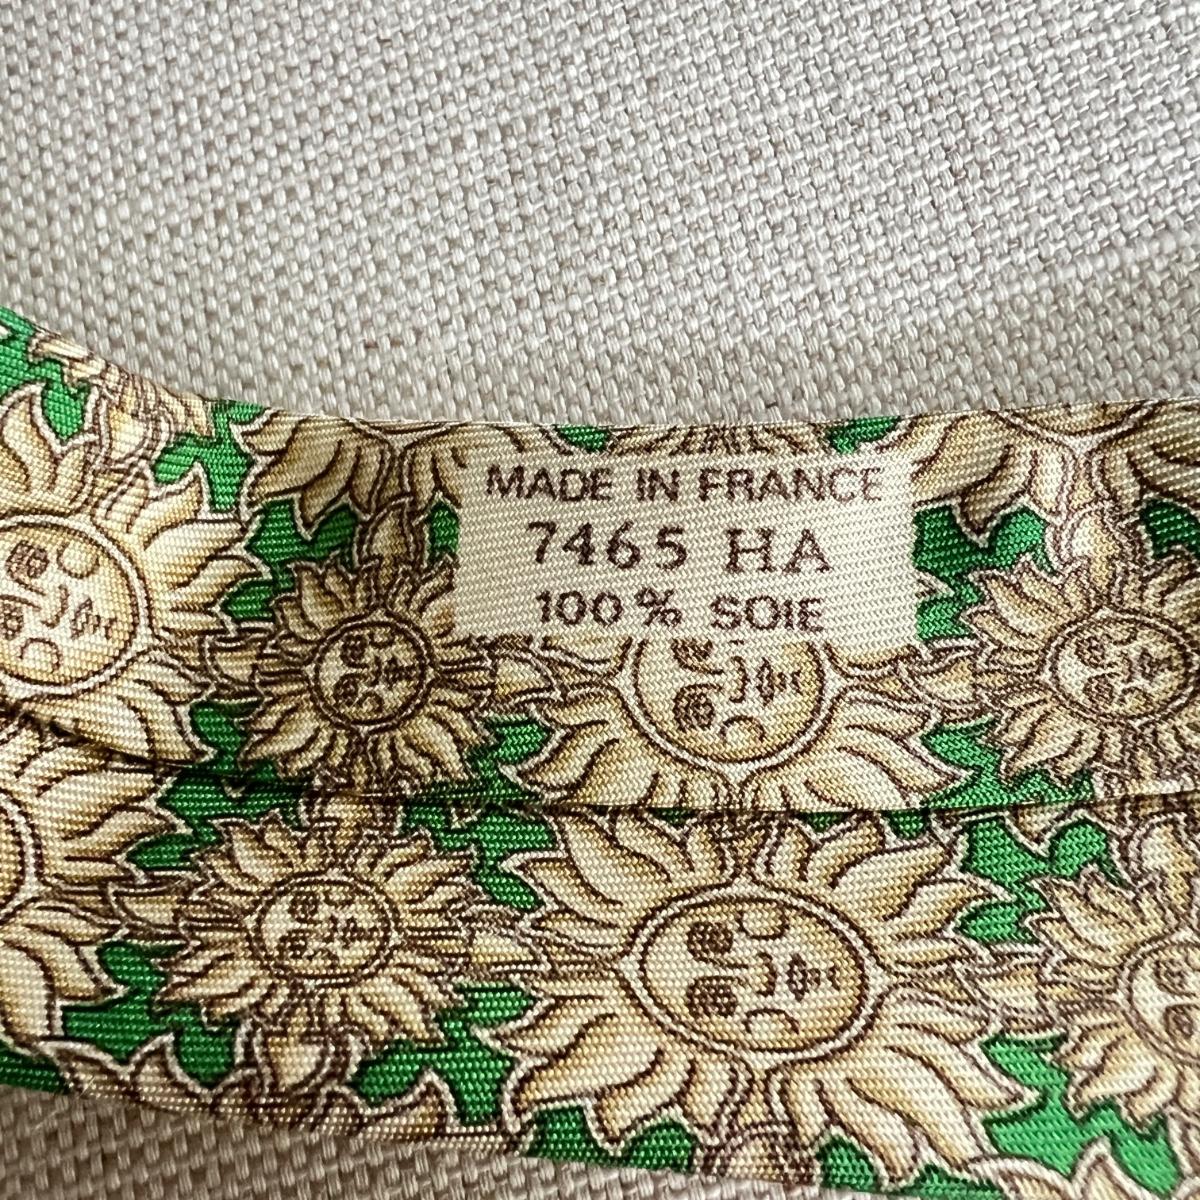 MADE IN FRANCE
7465 HA
100% SOIE